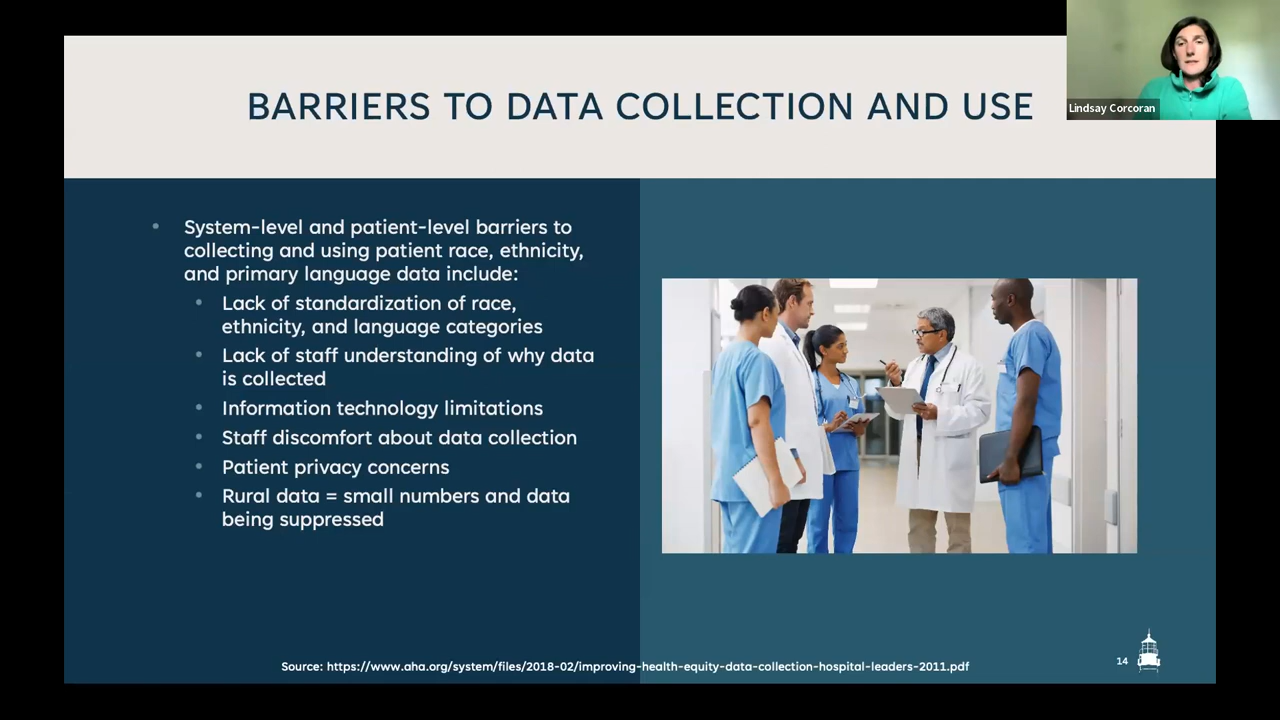 BARRIERS TO DATA COLLECTION AND USE
Lindsay Corcoran
• System-level and patient-level barriers to
collecting and using patient race, ethnicity,
and primary language data include:
• Lack of standardization of race,
ethnicity, and language categories
• Lack of staff understanding of why data
is collected
• Information technology limitations
• Staff discomfort about data collection
• Patient privacy concerns
• Rural data = small numbers and data
being suppressed
Source: https://www.aha.org/system/files/2018-02/improving-health-equity-data-collection-hospital-leaders-2011.pdf
14